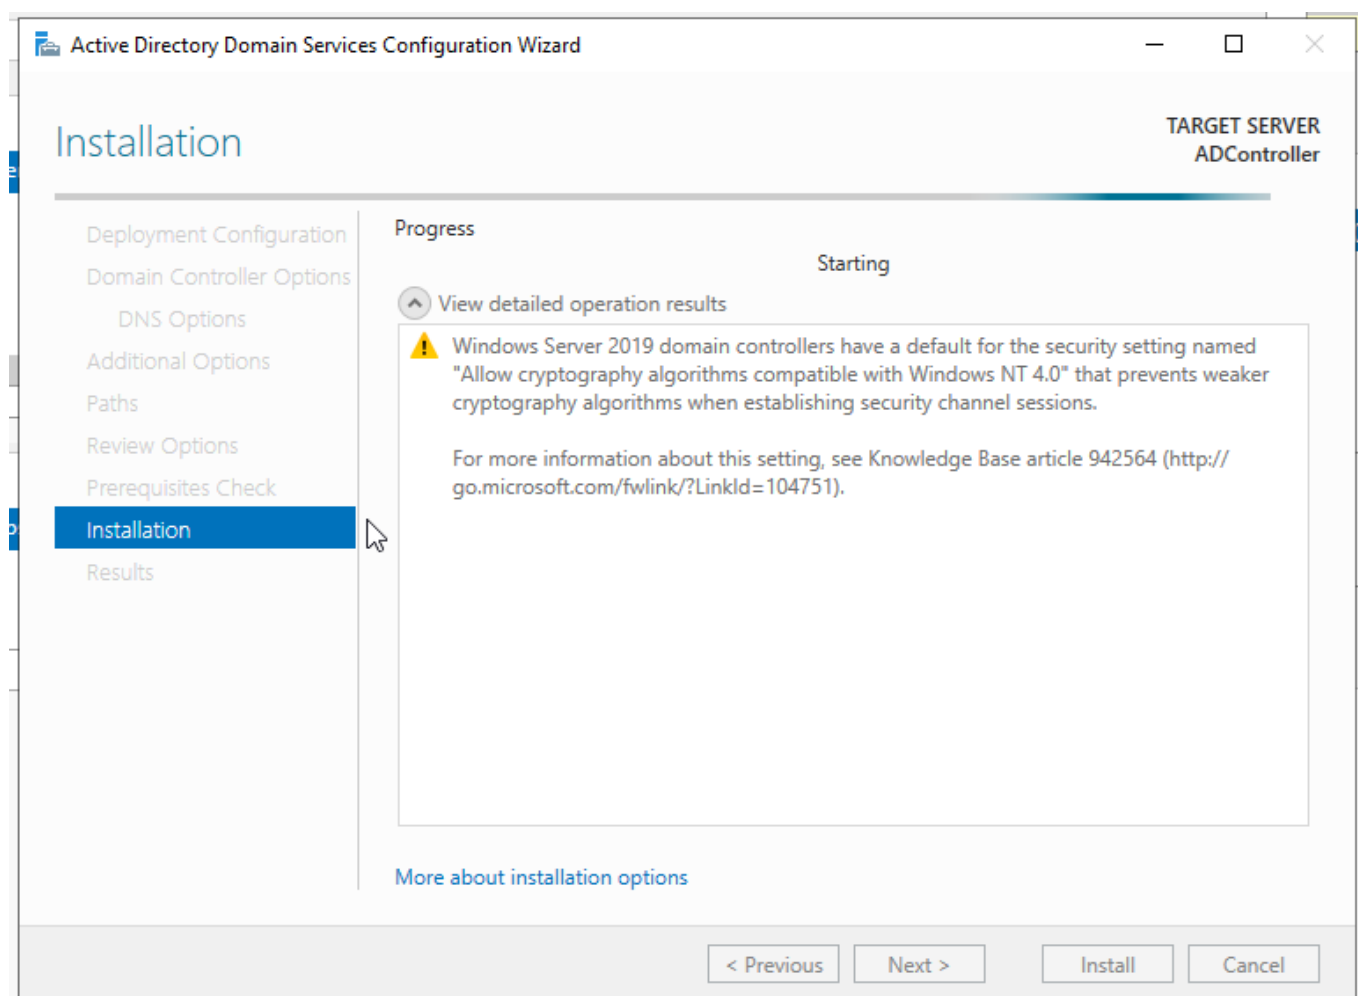 Active Directory Domain Services Configuration Wizard
Installation
TARGET SERVER
ADController
Deployment Configuration
Domain Controller Options
DNS Options
Additional Options
Paths
Review Options
Prerequisites Check
Installation
Results
Progress
Starting
View detailed operation results
Windows Server 2019 domain controllers have a default for the security setting named
"Allow cryptography algorithms compatible with Windows NT 4.0" that prevents weaker
cryptography algorithms when establishing security channel sessions.
For more information about this setting, see Knowledge Base article 942564 (http://
go.microsoft.com/fwlink/?LinkId=104751).
More about installation options
< Previous
Next >
Install
Cancel